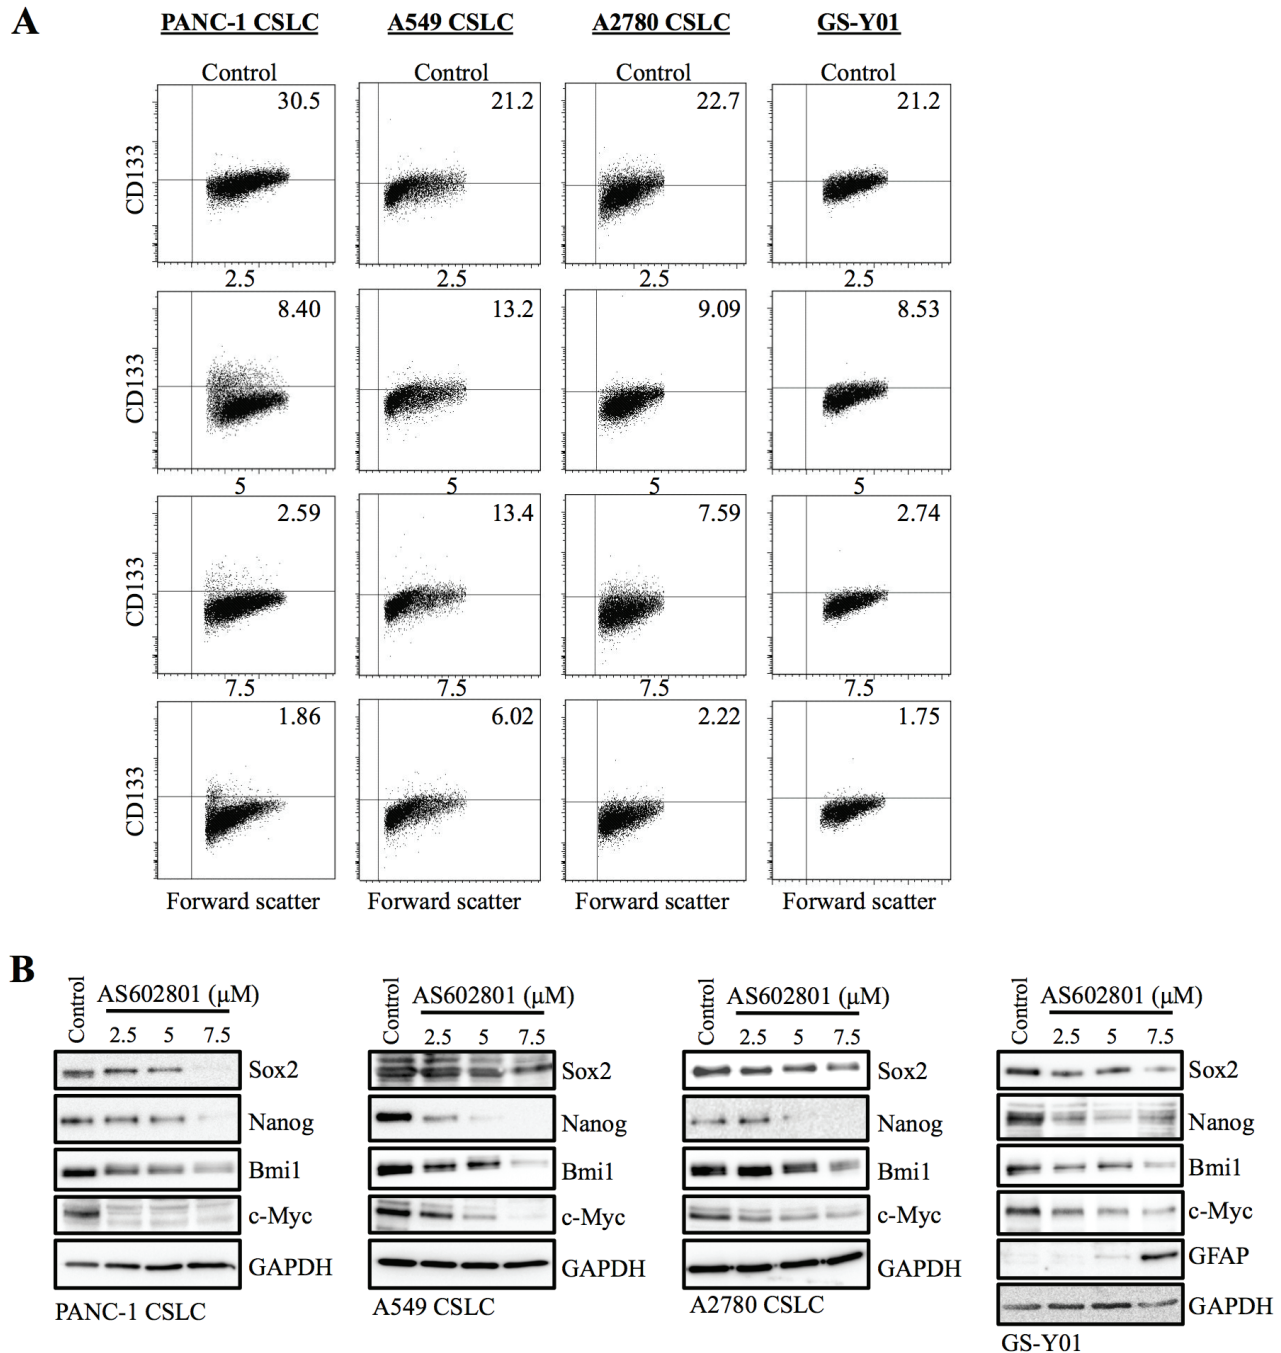 A
PANC-1 CSLC A549 CSLC A2780 CSLC GS-Y01
Control Control Control Control
CD133 30.5 21.2 22.7 21.2
2.5 2.5 2.5 2.5
CD133 8.40 13.2 9.09 8.53
5 5 5 5
CD133 2.59 13.4 7.59 2.74
7.5 7.5 7.5 7.5
CD133 1.86 6.02 2.22 1.75
Forward scatter Forward scatter Forward scatter Forward scatter
B
Control AS602801 (μM)
2.5 5 7.5
Sox2
Nanog
Bmi1
c-Myc
GAPDH
PANC-1 CSLC
Control AS602801 (μM)
2.5 5 7.5
Sox2
Nanog
Bmi1
c-Myc
GAPDH
A549 CSLC
Control AS602801 (μM)
2.5 5 7.5
Sox2
Nanog
Bmi1
c-Myc
GAPDH
A2780 CSLC
Control AS602801 (μM)
2.5 5 7.5
Sox2
Nanog
Bmi1
c-Myc
GFAP
GAPDH
GS-Y01